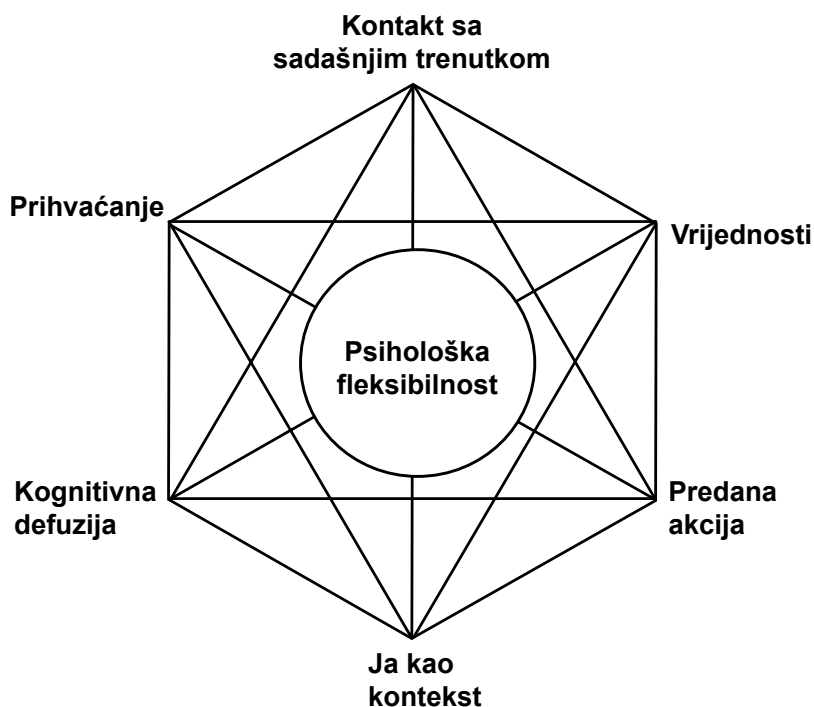 Kontakt sa
sadašnjim trenutkom
Prihvaćanje
Vrijednosti
Psihološka
fleksibilnost
Kognitivna
defuzija
Predana
akcija
Ja kao
kontekst